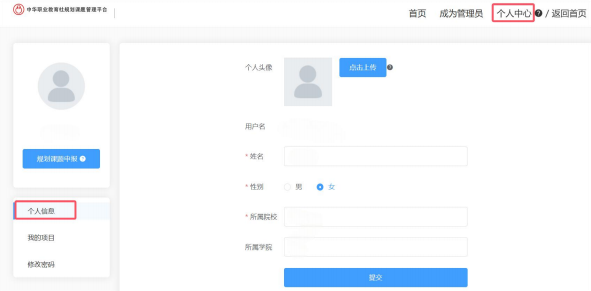 中华职业教育社规划课题管理平台
首页 成为管理员 个人中心 ? / 返回首页
个人头像 点击上传 ?
用户名
规划课题申报 ?
* 姓名
* 性别 男 女
个人信息
* 所属院校
我的项目
所属学院
修改密码
提交